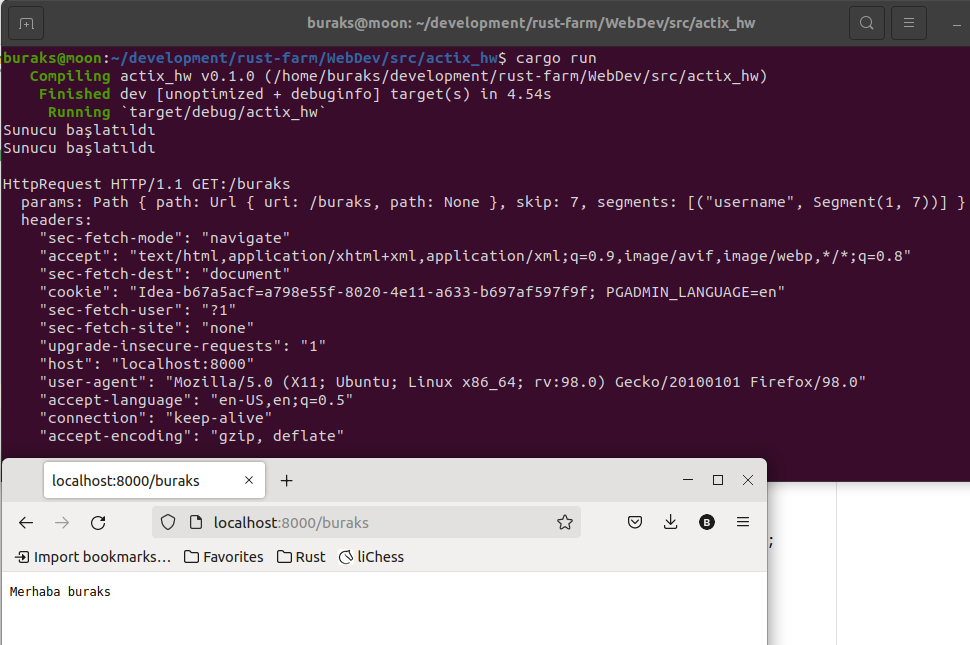 buraks@moon: ~/development/rust-farm/WebDev/src/actix_hw
buraks@moon:~/development/rust-farm/WebDev/src/actix_hw$ cargo run
   Compiling actix_hw v0.1.0 (/home/buraks/development/rust-farm/WebDev/src/actix_hw)
    Finished dev [unoptimized + debuginfo] target(s) in 4.54s
     Running `target/debug/actix_hw`
Sunucu başlatıldı
Sunucu başlatıldı
HttpRequest HTTP/1.1 GET:/buraks
  params: Path { path: Url { uri: /buraks, path: None }, skip: 7, segments: [("username", Segment(1, 7))] }
  headers:
    "sec-fetch-mode": "navigate"
    "accept": "text/html,application/xhtml+xml,application/xml;q=0.9,image/avif,image/webp,*/*;q=0.8"
    "sec-fetch-dest": "document"
    "cookie": "Idea-b67a5acf=a798e55f-8020-4e11-a633-b697af597f9f; PGADMIN_LANGUAGE=en"
    "sec-fetch-user": "?1"
    "sec-fetch-site": "none"
    "upgrade-insecure-requests": "1"
    "host": "localhost:8000"
    "user-agent": "Mozilla/5.0 (X11; Ubuntu; Linux x86_64; rv:98.0) Gecko/20100101 Firefox/98.0"
    "accept-language": "en-US,en;q=0.5"
    "connection": "keep-alive"
    "accept-encoding": "gzip, deflate"
localhost:8000/buraks
localhost:8000/buraks
B
;
Import bookmarks… Favorites Rust liChess
Merhaba buraks